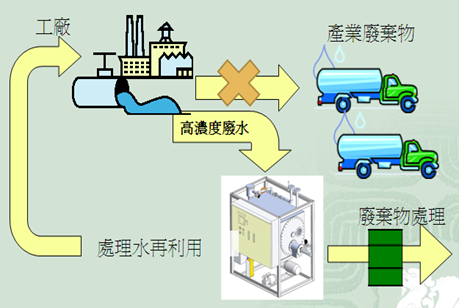 工廠
產業廢棄物
高濃度廢水
廢棄物處理
處理水再利用